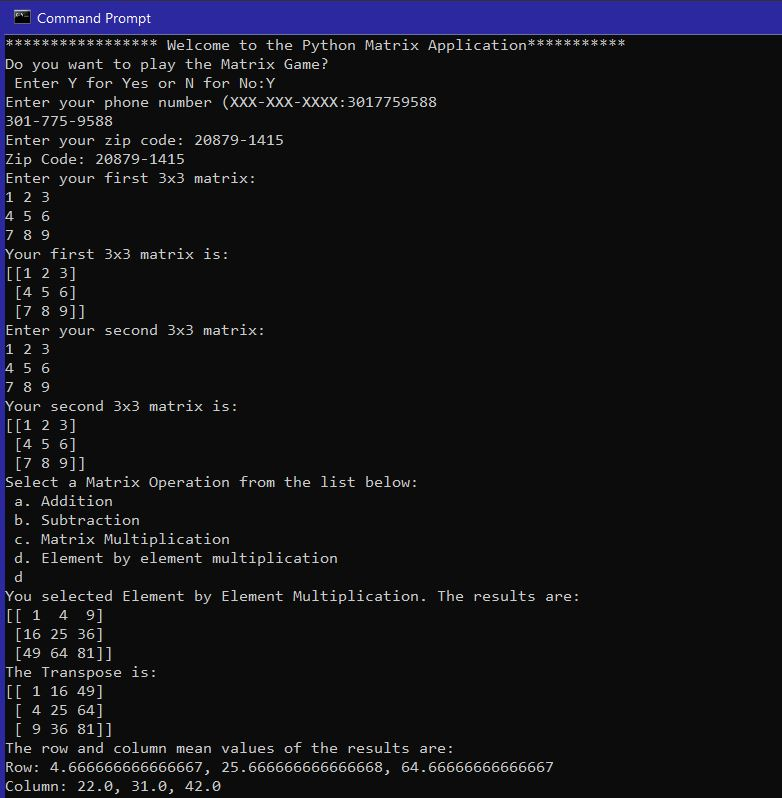 Command Prompt
***************** Welcome to the Python Matrix Application***********
Do you want to play the Matrix Game?
 Enter Y for Yes or N for No:Y
Enter your phone number (XXX-XXX-XXXX:3017759588
301-775-9588
Enter your zip code: 20879-1415
Zip Code: 20879-1415
Enter your first 3x3 matrix:
1 2 3
4 5 6
7 8 9
Your first 3x3 matrix is:
[[1 2 3]
 [4 5 6]
 [7 8 9]]
Enter your second 3x3 matrix:
1 2 3
4 5 6
7 8 9
Your second 3x3 matrix is:
[[1 2 3]
 [4 5 6]
 [7 8 9]]
Select a Matrix Operation from the list below:
 a. Addition
 b. Subtraction
 c. Matrix Multiplication
 d. Element by element multiplication
 d
You selected Element by Element Multiplication. The results are:
[[ 1  4  9]
 [16 25 36]
 [49 64 81]]
The Transpose is:
[[ 1 16 49]
 [ 4 25 64]
 [ 9 36 81]]
The row and column mean values of the results are:
Row: 4.666666666666667, 25.666666666666668, 64.66666666666667
Column: 22.0, 31.0, 42.0